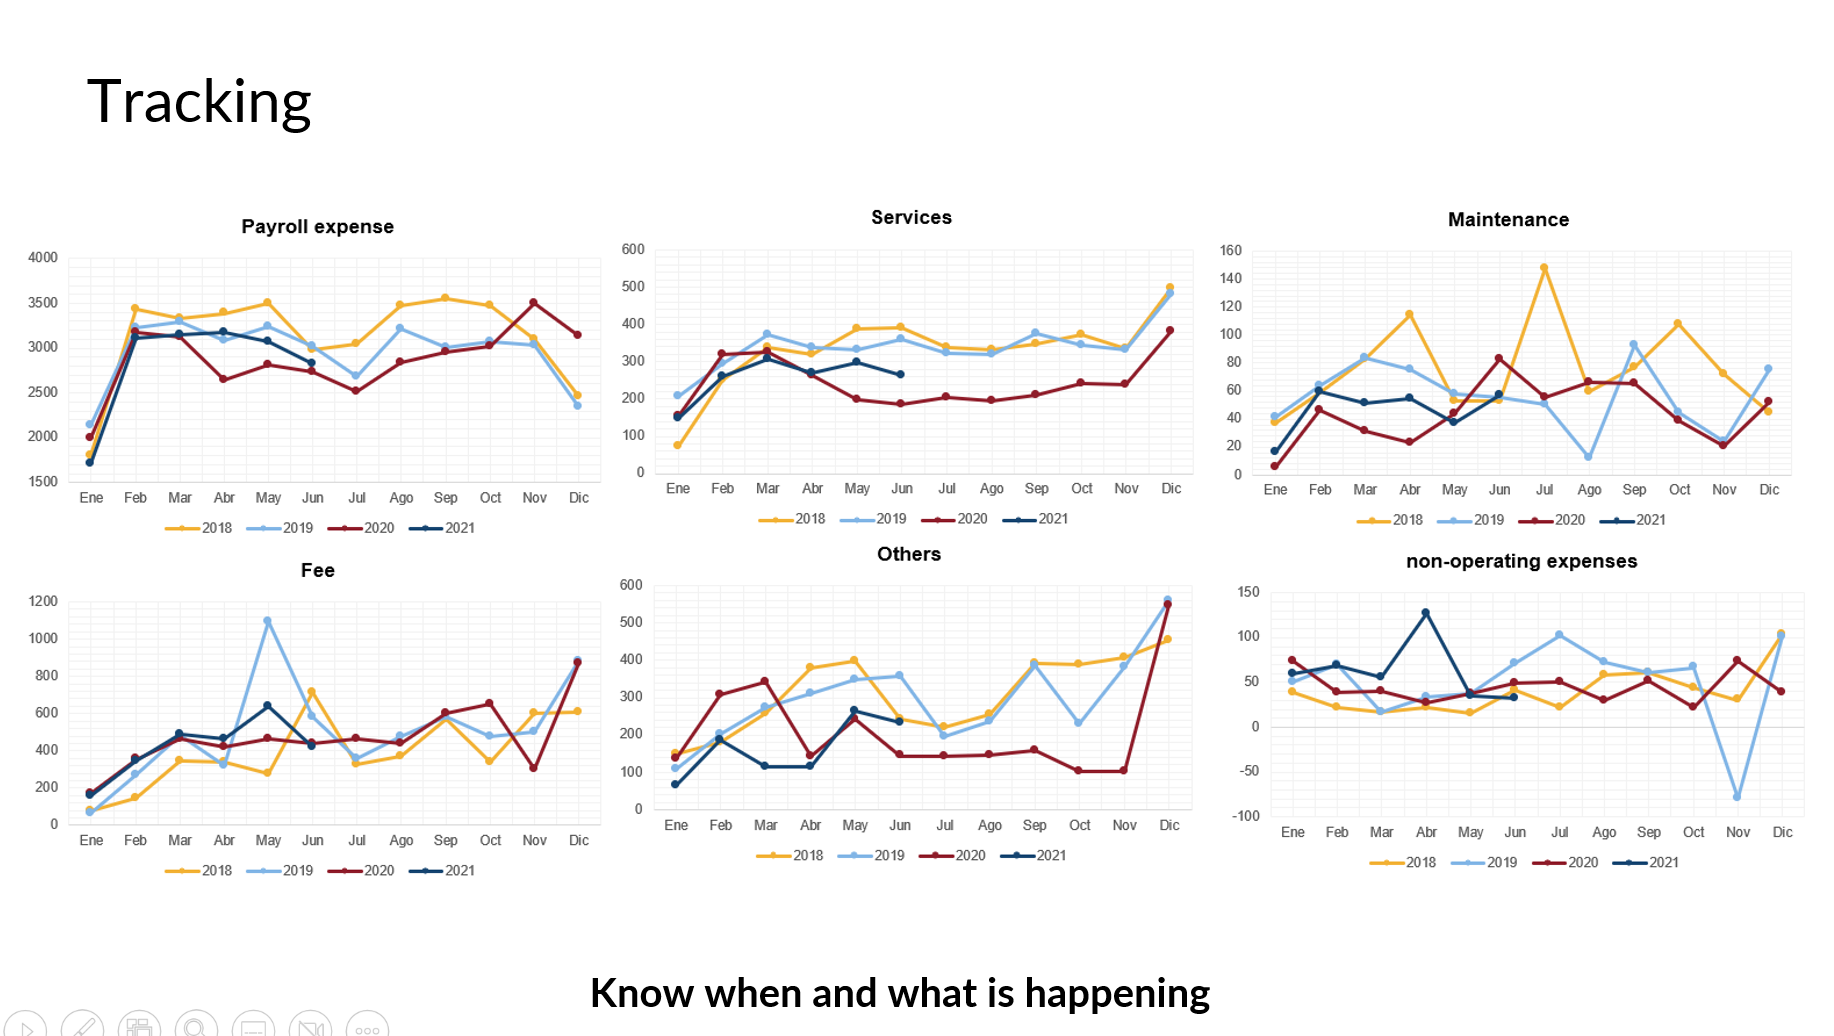 Tracking
Payroll expense
4000
3500
3000
2500
2000
1500
Ene Feb Mar Abr May Jun Jul Ago Sep Oct Nov Dic
2018 2019 2020 2021
Services
600
500
400
300
200
100
0
Ene Feb Mar Abr May Jun Jul Ago Sep Oct Nov Dic
2018 2019 2020 2021
Maintenance
160
140
120
100
80
60
40
20
0
Ene Feb Mar Abr May Jun Jul Ago Sep Oct Nov Dic
2018 2019 2020 2021
Fee
1200
1000
800
600
400
200
0
Ene Feb Mar Abr May Jun Jul Ago Sep Oct Nov Dic
2018 2019 2020 2021
Others
600
500
400
300
200
100
0
Ene Feb Mar Abr May Jun Jul Ago Sep Oct Nov Dic
2018 2019 2020 2021
non-operating expenses
150
100
50
0
-50
-100
Ene Feb Mar Abr May Jun Jul Ago Sep Oct Nov Dic
2018 2019 2020 2021
Know when and what is happening